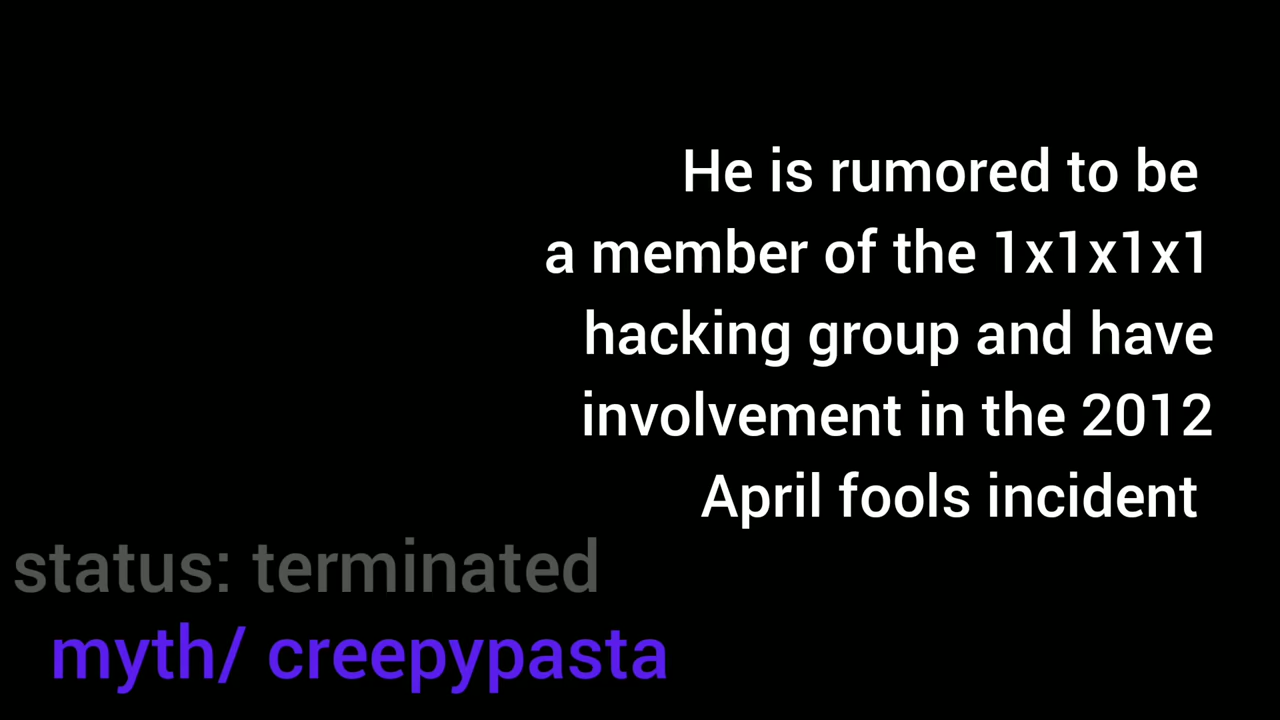 He is rumored to be
a member of the 1x1x1x1
hacking group and have
involvement in the 2012
April fools incident
status: terminated
myth/ creepypasta